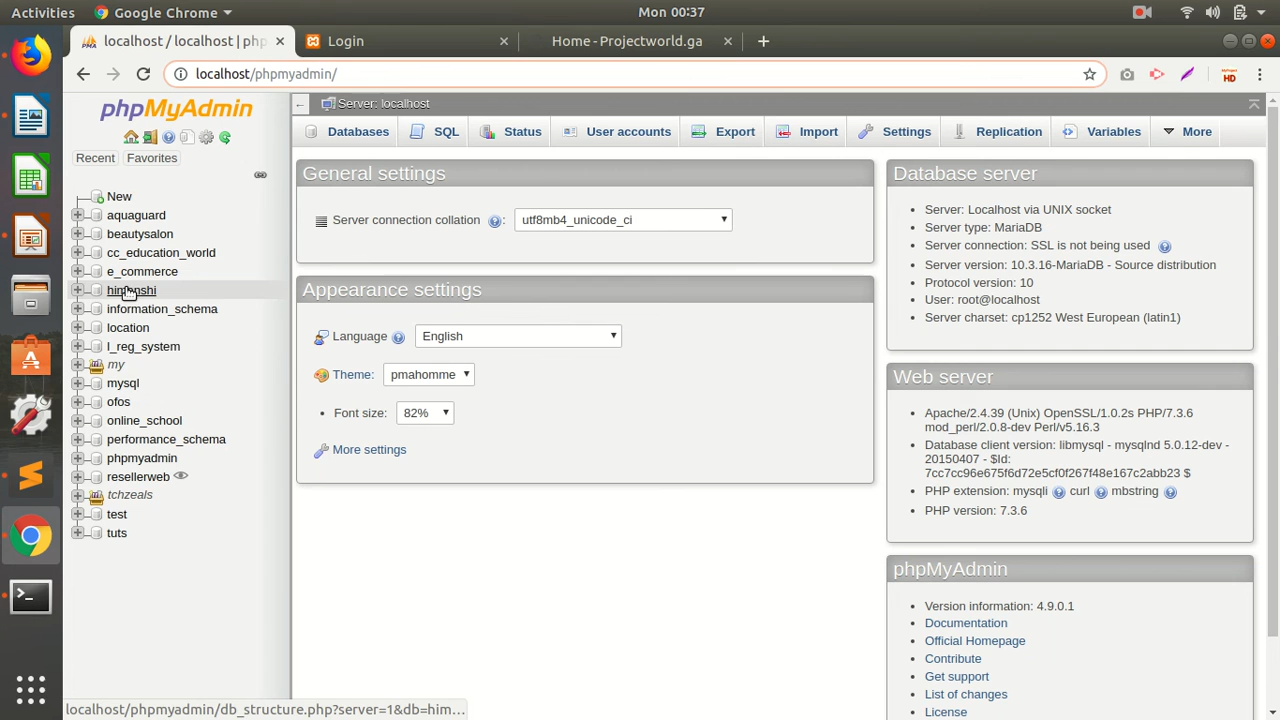 Activities
Google Chrome
Mon 00:37
localhost / localhost | php
Login
Home - Projectworld.ga
localhost/phpmyadmin/
MyProject HD
phpMyAdmin
Recent
Favorites
New
aquaguard
beautysalon
cc_education_world
e_commerce
information_schema
location
l_reg_system
my
mysql
ofos
online_school
performance_schema
phpmyadmin
resellerweb
tchzeals
test
tuts
Server: localhost
Databases
SQL
Status
User accounts
Export
Import
Settings
Replication
Variables
More
General settings
Server connection collation :
utf8mb4_unicode_ci
Appearance settings
Language
English
Theme:
pmahomme
Font size:
82%
More settings
Database server
Server: Localhost via UNIX socket
Server type: MariaDB
Server connection: SSL is not being used
Server version: 10.3.16-MariaDB - Source distribution
Protocol version: 10
User: root@localhost
Server charset: cp1252 West European (latin1)
Web server
Apache/2.4.39 (Unix) OpenSSL/1.0.2s PHP/7.3.6
mod_perl/2.0.8-dev Perl/v5.16.3
Database client version: libmysql - mysqlnd 5.0.12-dev -
20150407 - $Id:
7cc7cc96e675f6d72e5cf0f267f48e167c2abb23 $
PHP extension: mysqli curl mbstring
PHP version: 7.3.6
phpMyAdmin
Version information: 4.9.0.1
Documentation
Official Homepage
Contribute
Get support
List of changes
License
localhost/phpmyadmin/db_structure.php?server=1&db=him…